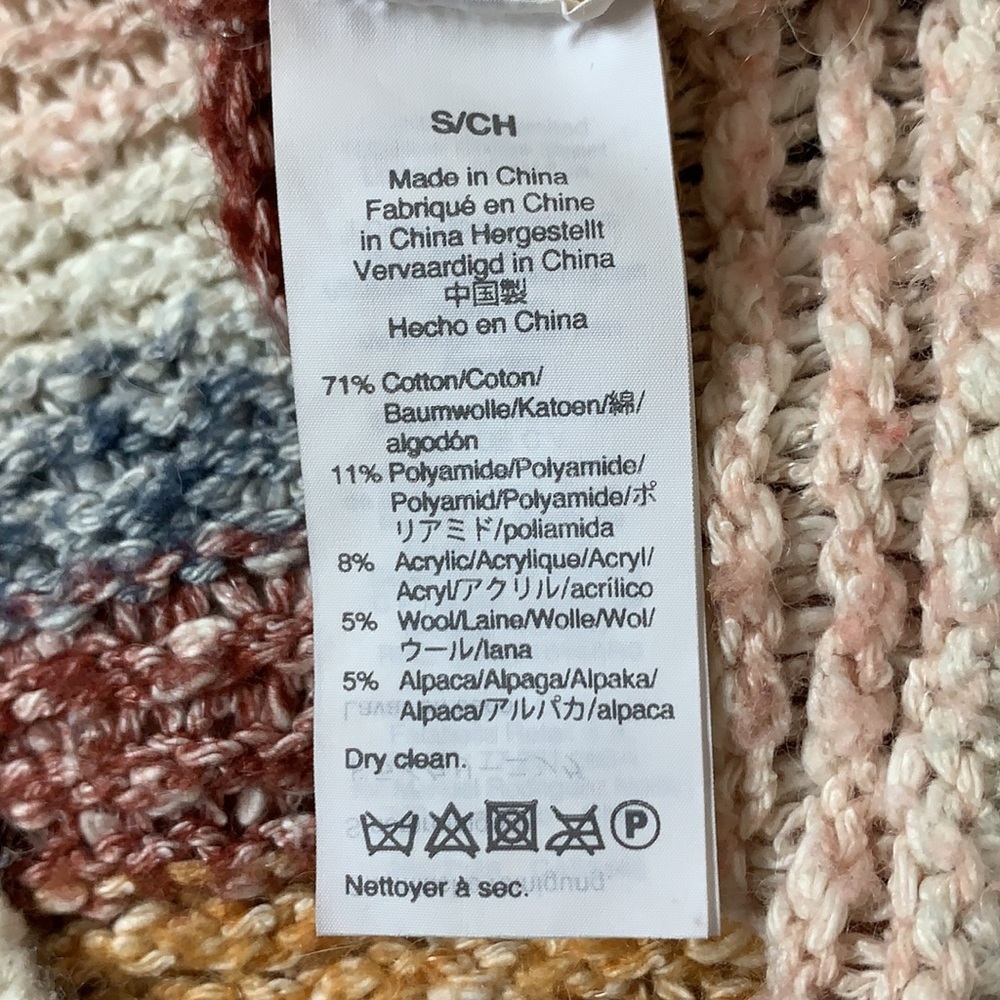 S/CH
Made in China
Fabriqué en Chine
in China Hergestellt
Vervaardigd in China
中国製
Hecho en China
71% Cotton/Coton/
Baumwolle/Katoen/綿/
algodón
11% Polyamide/Polyamide/
Polyamid/Polyamide/ポ
リアミド/poliamida
8% Acrylic/Acrylique/Acryl/
Acryl/アクリル/acrílico
5% Wool/Laine/Wolle/Wol/
ウール/lana
5% Alpaca/Alpaga/Alpaka/
Alpaca/アルパカ/alpaca
Dry clean.
P
Nettoyer à sec.